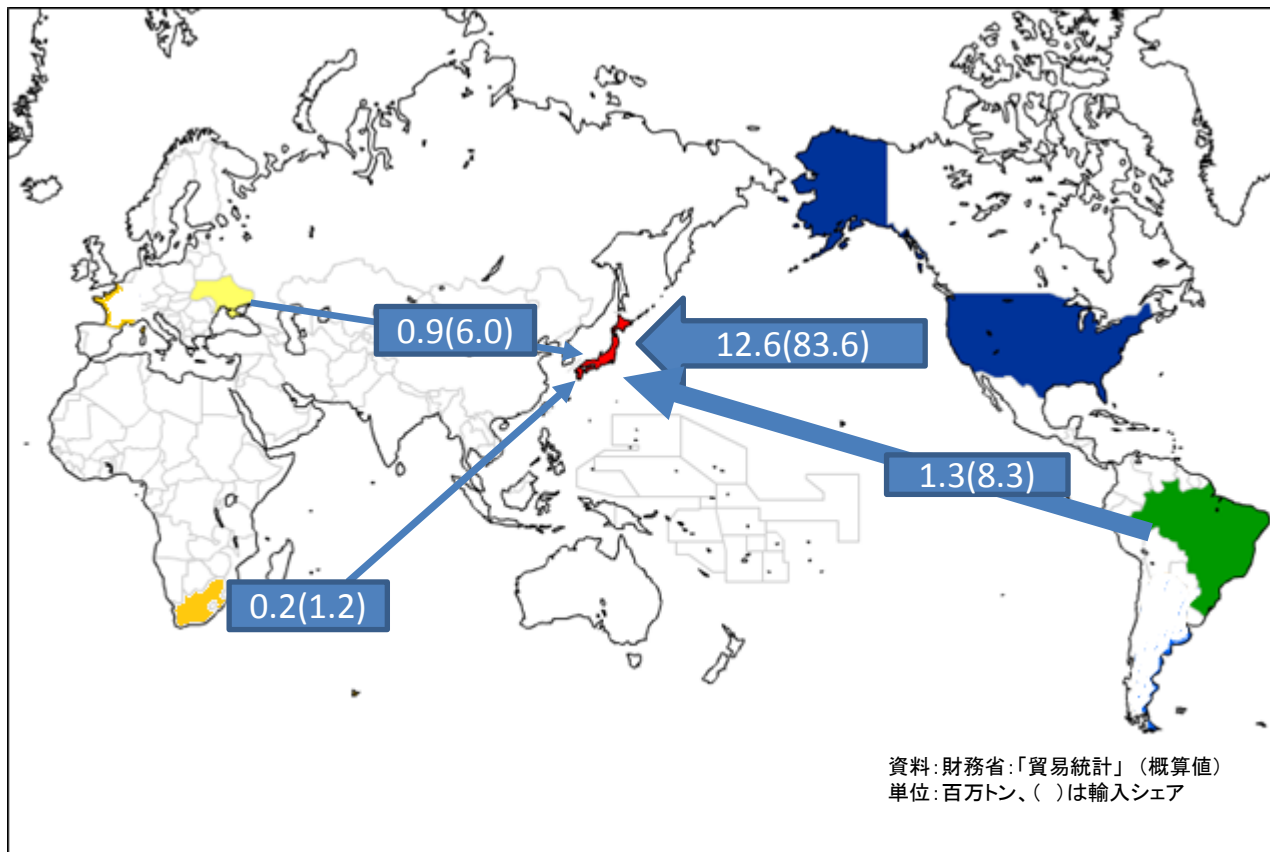 0.9(6.0)
12.6(83.6)
1.3(8.3)
0.2(1.2)
資料:財務省:「貿易統計」 (概算値)
単位:百万トン、( )は輸入シェア